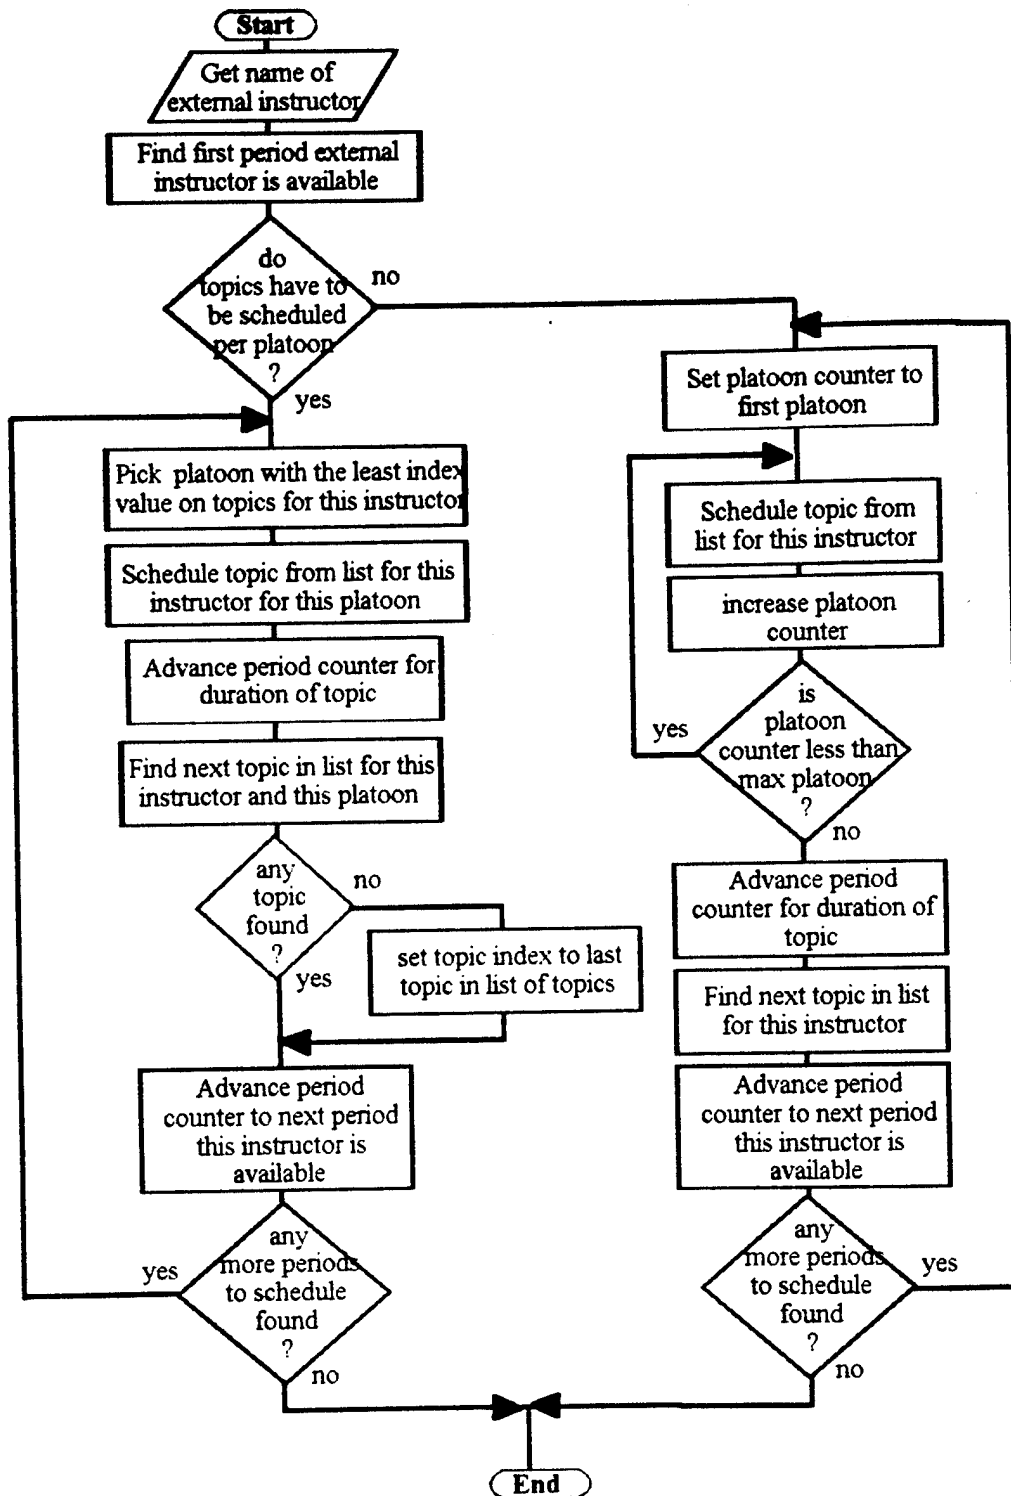 Start
Get name of
external instructor
Find first period external
instructor is available
do
topics have to
be scheduled
per platoon
?
no
yes
Pick platoon with the least index
value on topics for this instructor
Schedule topic from list for this
instructor for this platoon
Advance period counter for
duration of topic
Find next topic in list for this
instructor and this platoon
any
topic
found
?
no
yes
set topic index to last
topic in list of topics
Advance period
counter to next period
this instructor is
available
any
more periods
to schedule
found
?
yes
no
Set platoon counter to
first platoon
Schedule topic from
list for this instructor
increase platoon
counter
is
platoon
counter less than
max platoon
?
yes
no
Advance period
counter for duration of
topic
Find next topic in list
for this instructor
Advance period
counter to next period
this instructor is
available
any
more periods
to schedule
found
?
yes
no
End